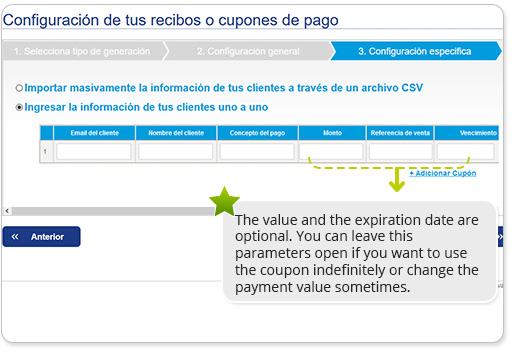 Configuración de tus recibos o cupones de pago
1. Selecciona tipo de generación 2. Configuración general 3. Configuración especifica
Importar masivamente la información de tus clientes a través de un archivo CSV
Ingresar la información de tus clientes uno a uno
Email del cliente Nombre del cliente Concepto del pago Monto Referencia de venta Vencimiento
1
+ Adicionar Cupón
« Anterior »
The value and the expiration date are
optional. You can leave this
parameters open if you want to use
the coupon indefinitely or change the
payment value sometimes.